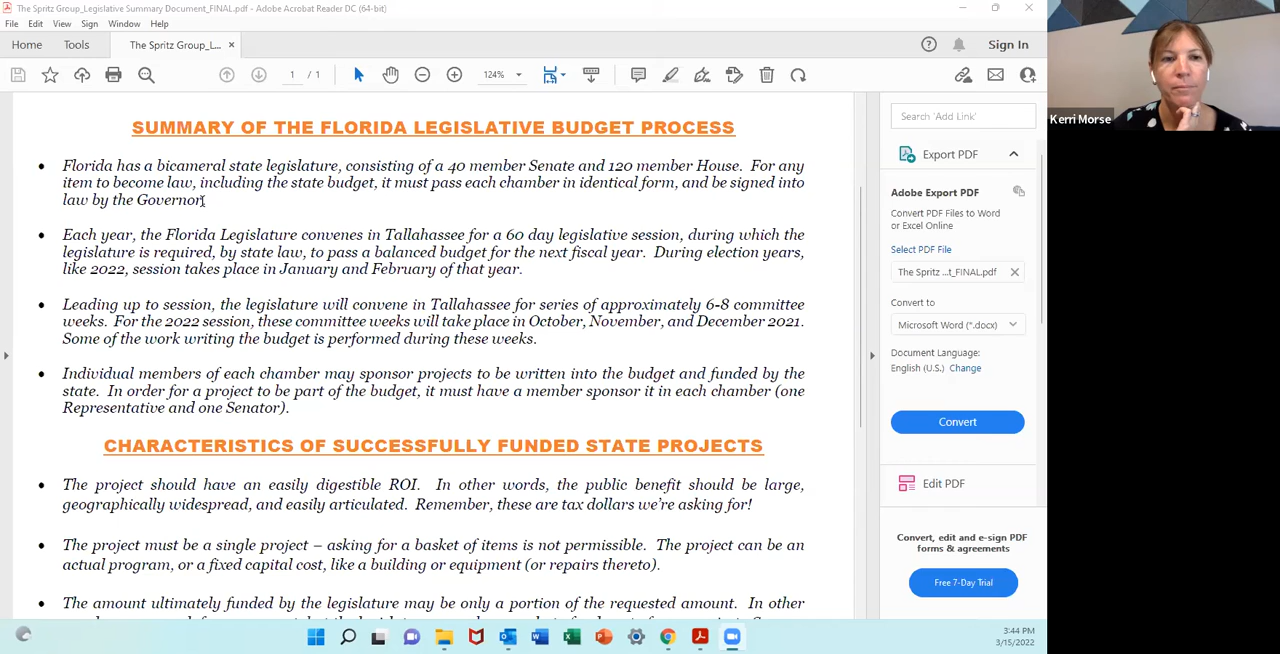 The Spritz Group_Legislative Summary Document_FINAL.pdf - Adobe Acrobat Reader DC (64-bit)
File Edit View Sign Window Help
Home Tools The Spritz Group_L... × Sign In
1 / 1 124%
SUMMARY OF THE FLORIDA LEGISLATIVE BUDGET PROCESS
• Florida has a bicameral state legislature, consisting of a 40 member Senate and 120 member House. For any
item to become law, including the state budget, it must pass each chamber in identical form, and be signed into
law by the Governor.
• Each year, the Florida Legislature convenes in Tallahassee for a 60 day legislative session, during which the
legislature is required, by state law, to pass a balanced budget for the next fiscal year. During election years,
like 2022, session takes place in January and February of that year.
• Leading up to session, the legislature will convene in Tallahassee for series of approximately 6-8 committee
weeks. For the 2022 session, these committee weeks will take place in October, November, and December 2021.
Some of the work writing the budget is performed during these weeks.
• Individual members of each chamber may sponsor projects to be written into the budget and funded by the
state. In order for a project to be part of the budget, it must have a member sponsor it in each chamber (one
Representative and one Senator).
CHARACTERISTICS OF SUCCESSFULLY FUNDED STATE PROJECTS
• The project should have an easily digestible ROI. In other words, the public benefit should be large,
geographically widespread, and easily articulated. Remember, these are tax dollars we're asking for!
• The project must be a single project – asking for a basket of items is not permissible. The project can be an
actual program, or a fixed capital cost, like a building or equipment (or repairs thereto).
• The amount ultimately funded by the legislature may be only a portion of the requested amount. In other
Search 'Add Link'
Export PDF
Adobe Export PDF
Convert PDF Files to Word
or Excel Online
Select PDF File
The Spritz ...t_FINAL.pdf
Convert to
Microsoft Word (*.docx)
Document Language:
English (U.S.) Change
Convert
Edit PDF
Convert, edit and e-sign PDF
forms & agreements
Free 7-Day Trial
Kerri Morse
3:44 PM
3/15/2022